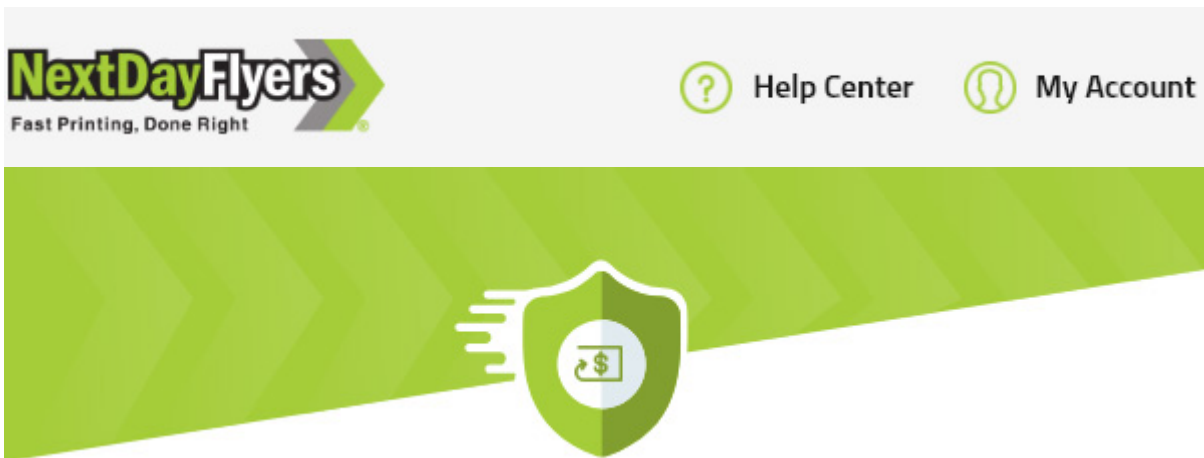 NextDayFlyers
Fast Printing, Done Right
®
? Help Center
My Account
$